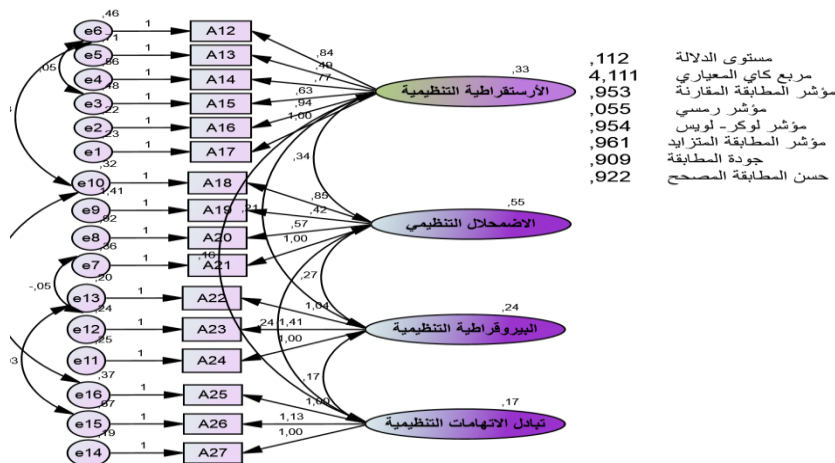 ,46
e6 1 A12
,71
e5 1 A13
,66
e4 1 A14
,48
e3 1 A15
,22
e2 1 A16
,23
e1 1 A17
,32
e10 1 A18
1,41
e9 1 A19
,92
e8 1 A20
,36
e7 1 A21
,20
e13 1 A22
,24
e12 1 A23
,25
e11 1 A24
,37
e16 1 A25
,67
e15 1 A26
,19
e14 1 A27
,05
-,05
,84
,49
,77
,63
,94
1,00
,85
,42
,57
1,00
1,04
1,41
1,00
1,00
1,13
1,00
,33
الأرستقراطية التنظيمية
,55
الاضمحلال التنظيمي
,24
البيروقراطية التنظيمية
,17
تبادل الاتهامات التنظيمية
,34
,16
,27
,24
,17
مستوى الدلالة ,112
مربع كاي المعياري 4,111
مؤشر المطابقة المقارنة ,953
مؤشر رمسي ,055
مؤشر لوكر- لويس ,954
مؤشر المطابقة المتزايد ,961
جودة المطابقة ,909
حسن المطابقة المصحح ,922